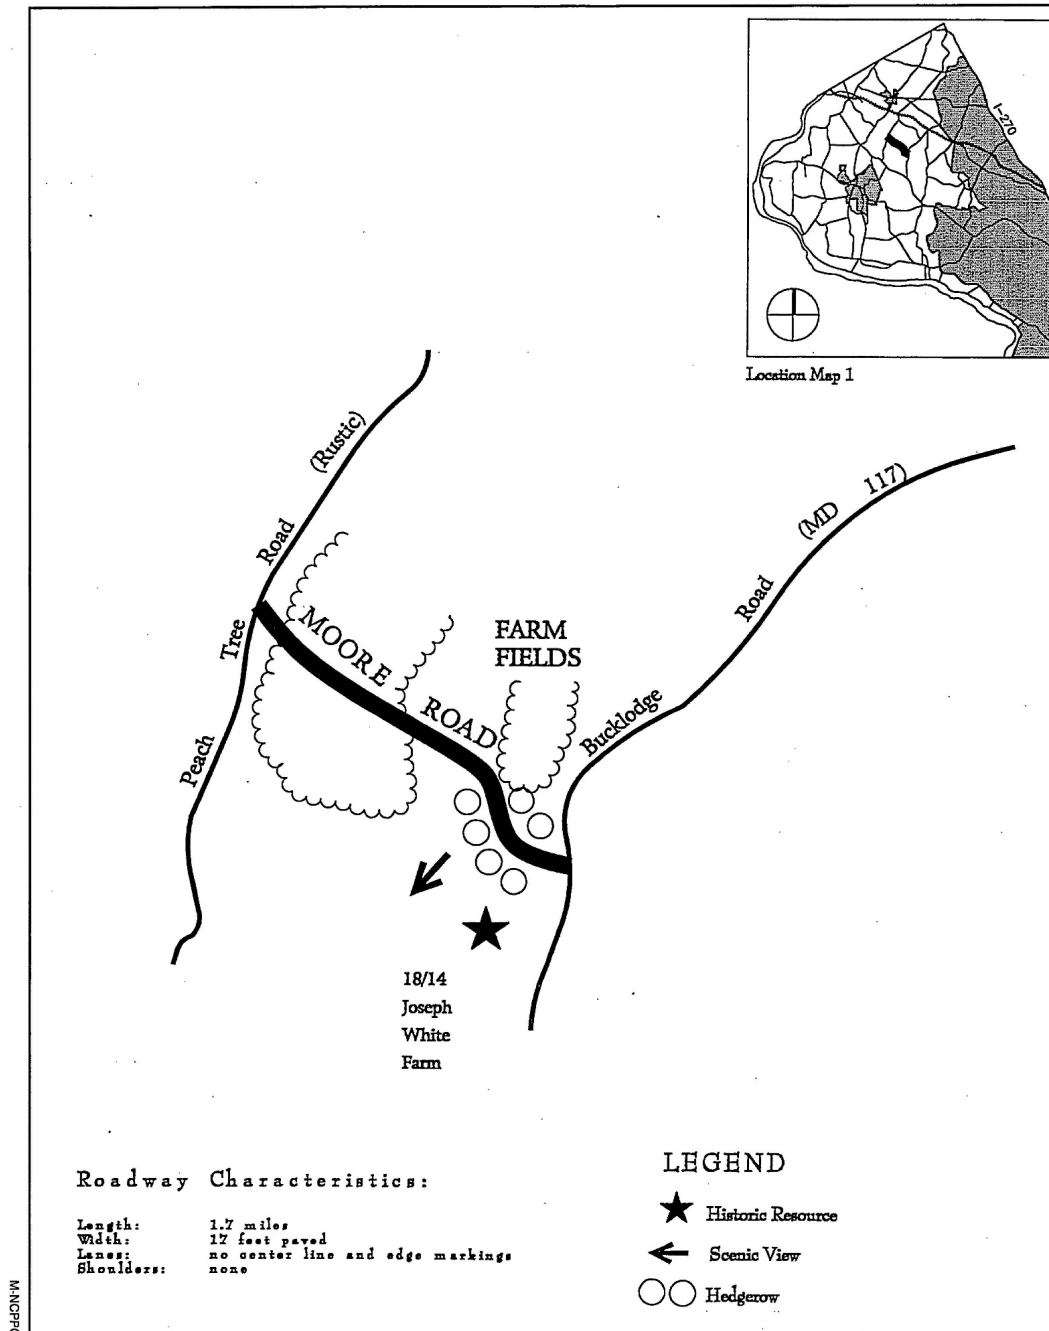 I-270
Location Map 1
Peach Tree Road (Rustic)
MOORE ROAD
FARM
FIELDS
Bucklodge Road (MD 117)
18/14
Joseph
White
Farm
Roadway Characteristics:
Length: 1.7 miles
Width: 17 feet paved
Lanes: no center line and edge markings
Shoulders: none
LEGEND
Historic Resource
Scenic View
Hedgerow